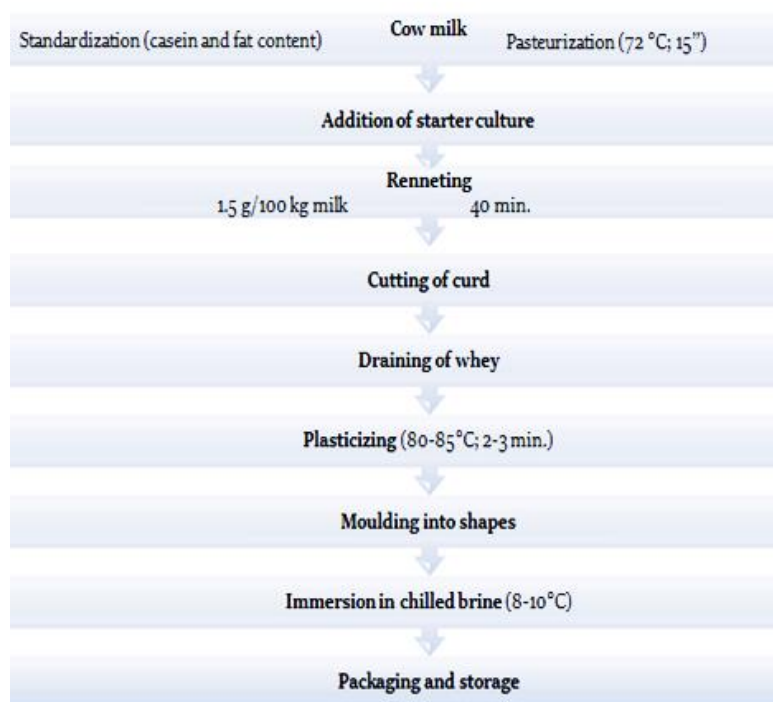 Cow milk
Standardization (casein and fat content) Pasteurization (72 °C; 15”)
Addition of starter culture
Renneting
1.5 g/100 kg milk 40 min.
Cutting of curd
Draining of whey
Plasticizing (80-85°C; 2-3 min.)
Moulding into shapes
Immersion in chilled brine (8-10°C)
Packaging and storage